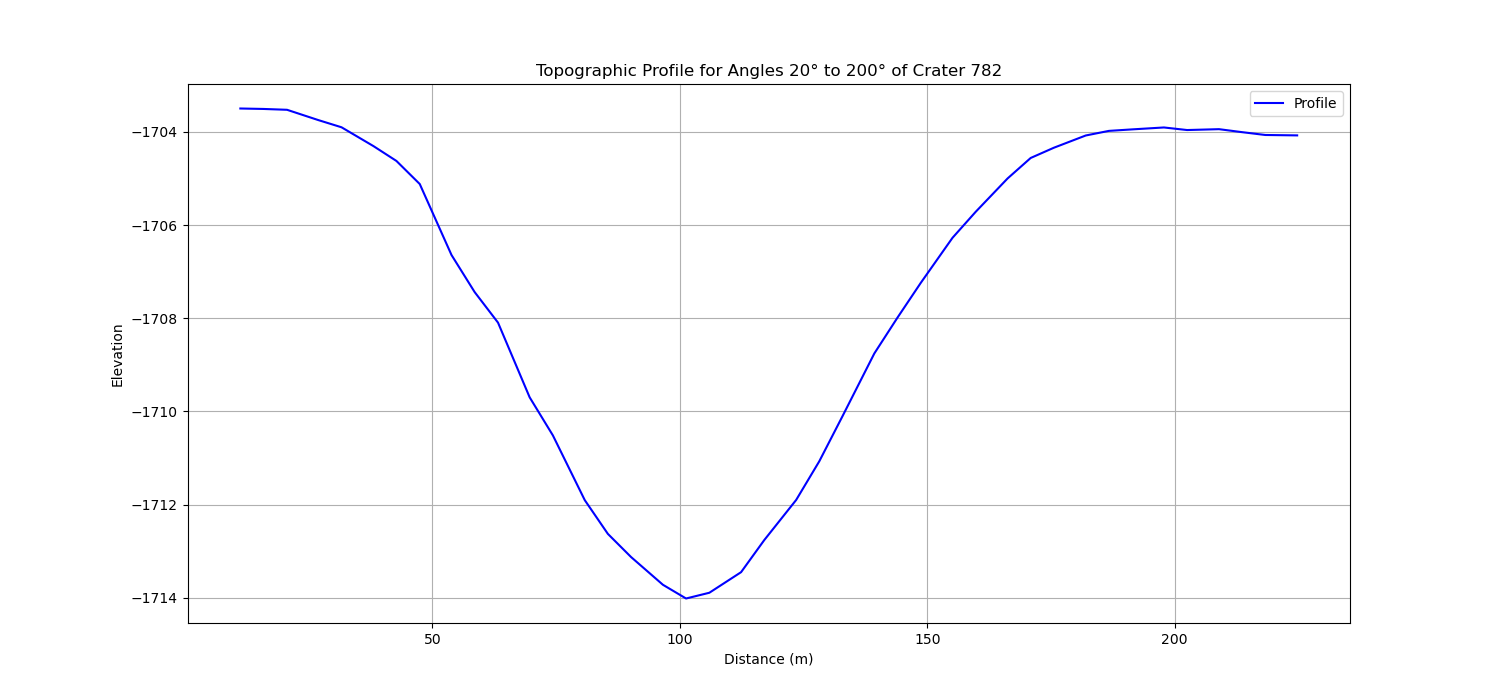 Topographic Profile for Angles 20° to 200° of Crater 782
Profile
−1704
−1706
−1708
−1710
−1712
−1714
Elevation
50
100
150
200
Distance (m)